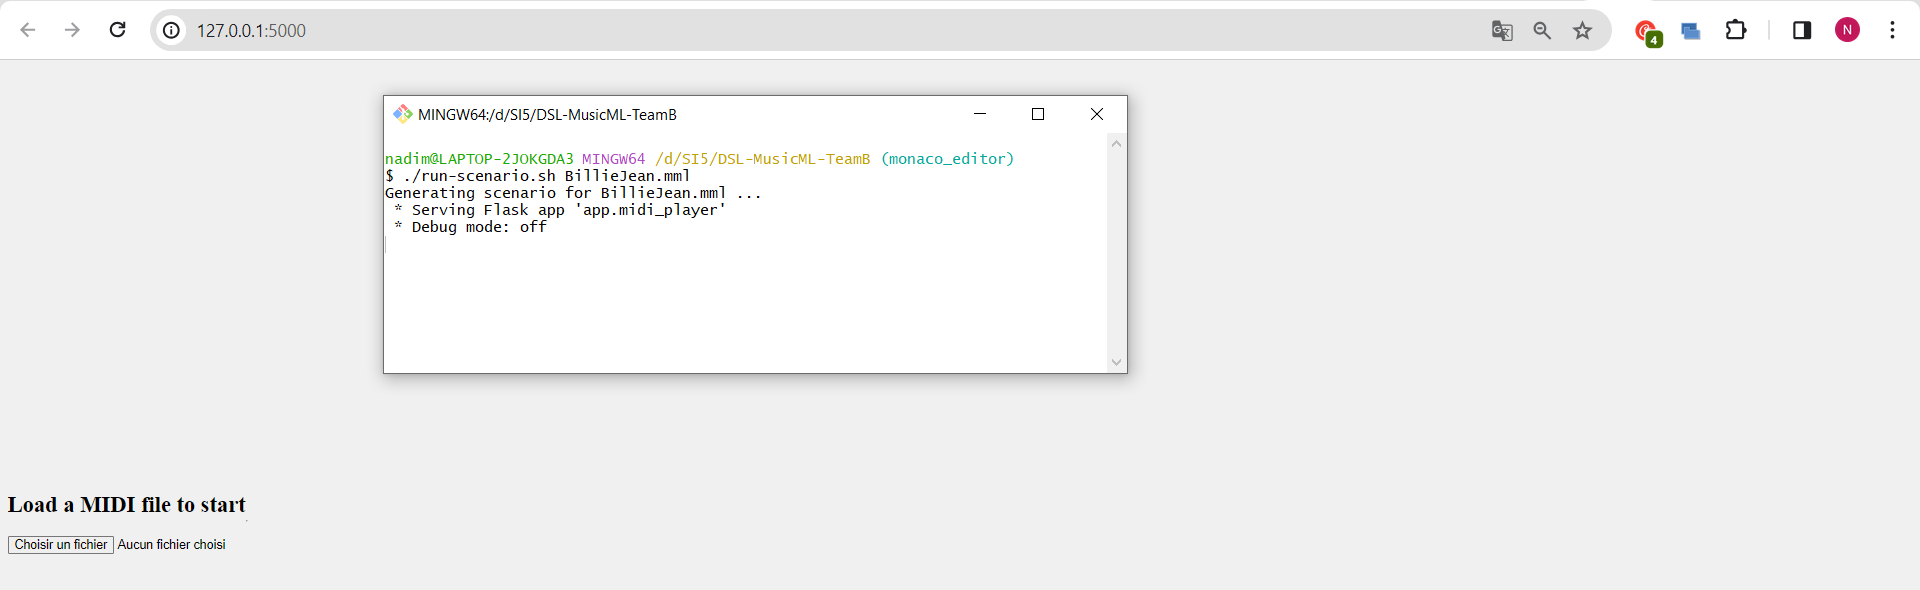 127.0.0.1:5000
4
N
MINGW64:/d/SI5/DSL-MusicML-TeamB
nadim@LAPTOP-2JOKGDA3 MINGW64 /d/SI5/DSL-MusicML-TeamB (monaco_editor)
$ ./run-scenario.sh BillieJean.mml
Generating scenario for BillieJean.mml ...
* Serving Flask app 'app.midi_player'
* Debug mode: off
Load a MIDI file to start
Choisir un fichier Aucun fichier choisi